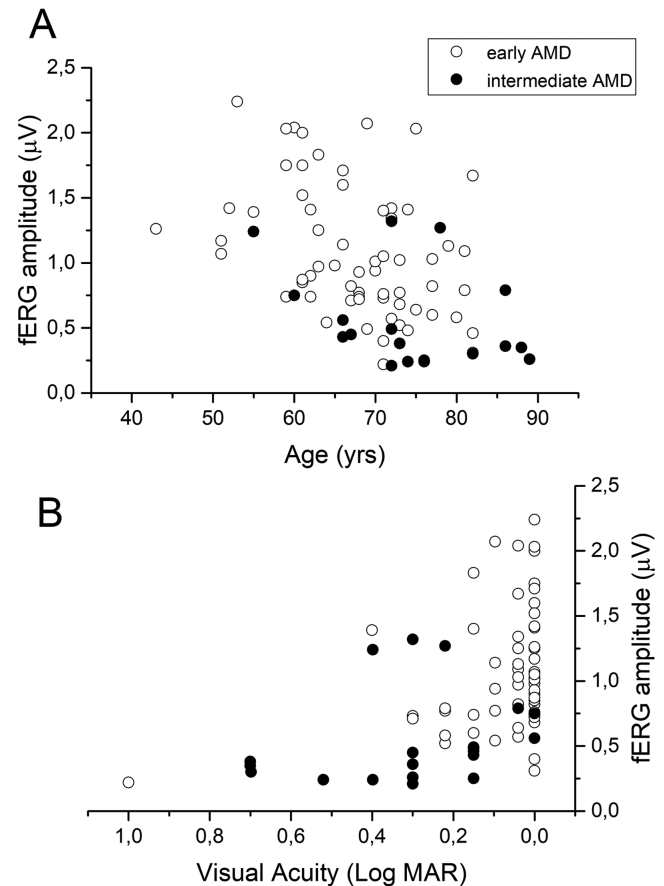 A
early AMD
intermediate AMD
2,5
2,0
1,5
1,0
0,5
0,0
fERG amplitude (μV)
40 50 60 70 80 90
Age (yrs)
B
2,5
2,0
1,5
1,0
0,5
0,0
fERG amplitude (μV)
1,0 0,8 0,6 0,4 0,2 0,0
Visual Acuity (Log MAR)